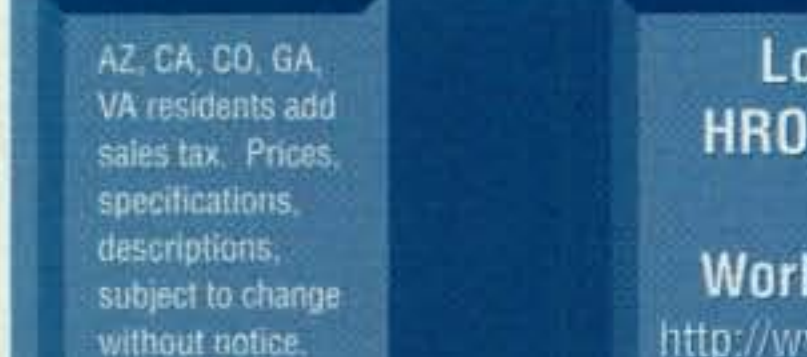 AZ, CA, CO, GA,
VA residents add
sales tax. Prices,
specifications,
descriptions,
subject to change
without notice.
HRO